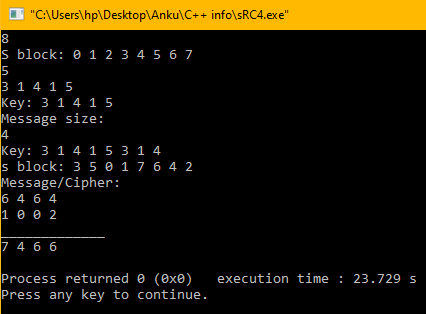 "C:\Users\hp\Desktop\Anku\C++ info\sRC4.exe"
8
S block: 0 1 2 3 4 5 6 7
5
3 1 4 1 5
Key: 3 1 4 1 5
Message size:
4
Key: 3 1 4 1 5 3 1 4
s block: 3 5 0 1 7 6 4 2
Message/Cipher:
6 4 6 4
1 0 0 2
_____________
7 4 6 6
Process returned 0 (0x0)   execution time : 23.729 s
Press any key to continue.